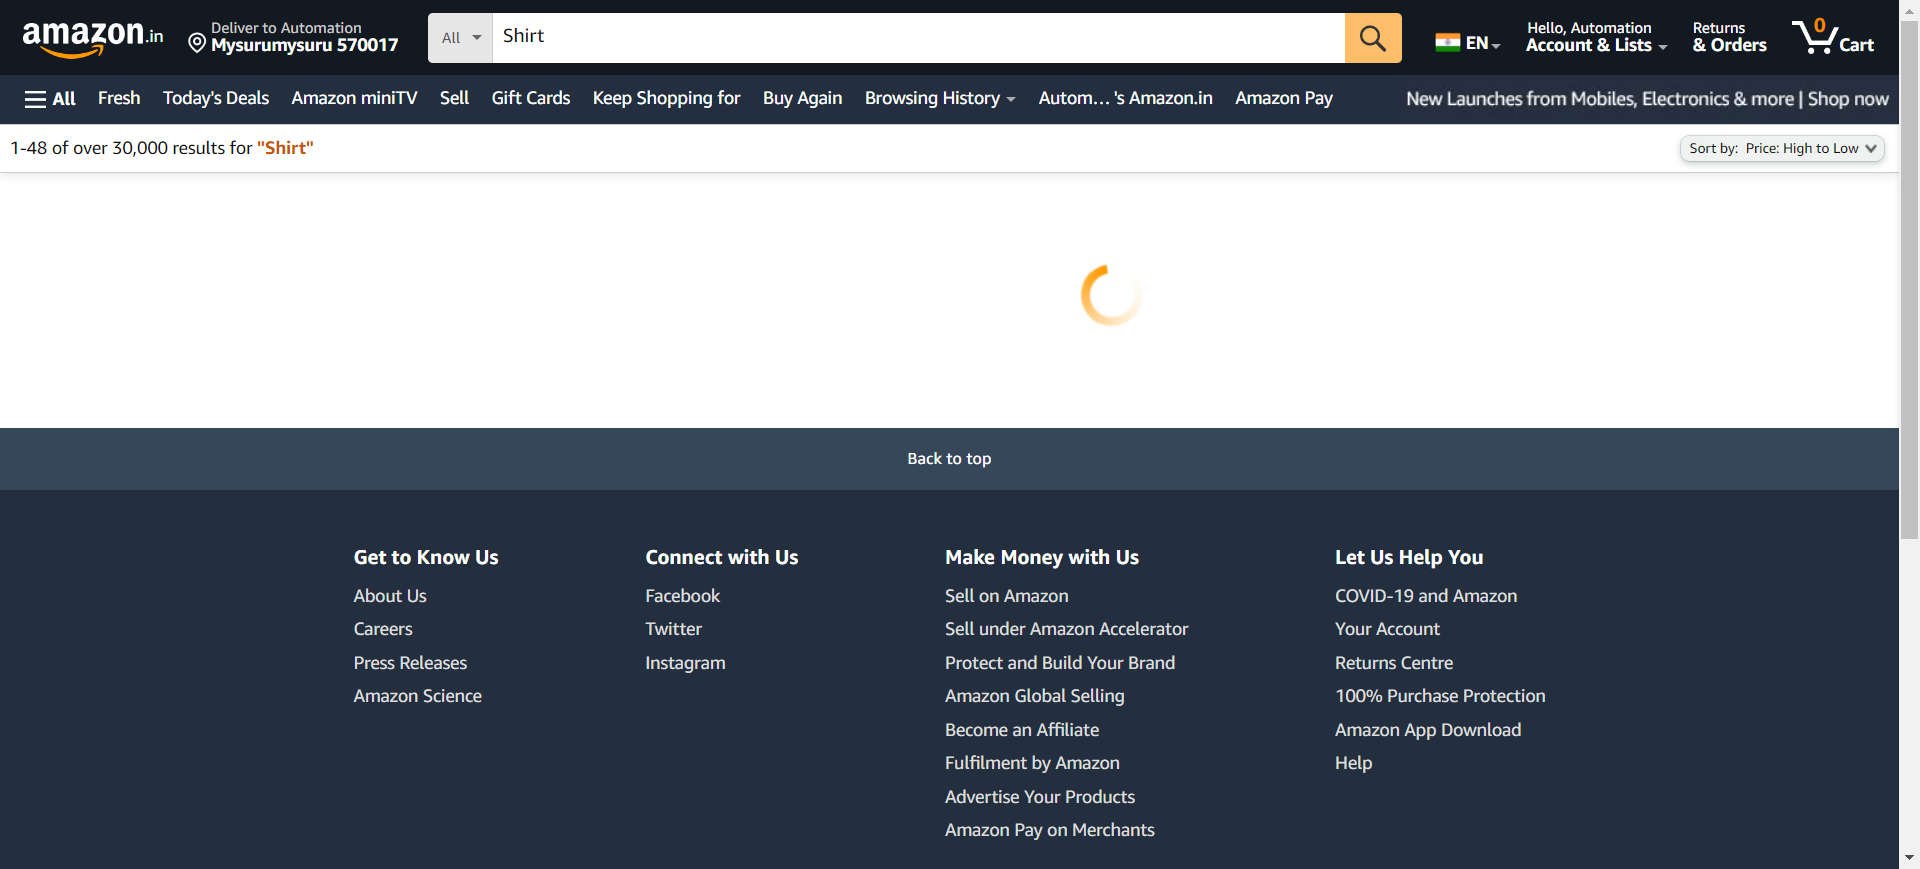 amazon.in
Deliver to Automation
Mysurumysuru 570017
All
Shirt
EN
Hello, Automation
Account & Lists
Returns
& Orders
0
Cart
All
Fresh
Today's Deals
Amazon miniTV
Sell
Gift Cards
Keep Shopping for
Buy Again
Browsing History
Autom... 's Amazon.in
Amazon Pay
New Launches from Mobiles, Electronics & more | Shop now
1-48 of over 30,000 results for "Shirt"
Sort by: Price: High to Low
Back to top
Get to Know Us
About Us
Careers
Press Releases
Amazon Science
Connect with Us
Facebook
Twitter
Instagram
Make Money with Us
Sell on Amazon
Sell under Amazon Accelerator
Protect and Build Your Brand
Amazon Global Selling
Become an Affiliate
Fulfilment by Amazon
Advertise Your Products
Amazon Pay on Merchants
Let Us Help You
COVID-19 and Amazon
Your Account
Returns Centre
100% Purchase Protection
Amazon App Download
Help